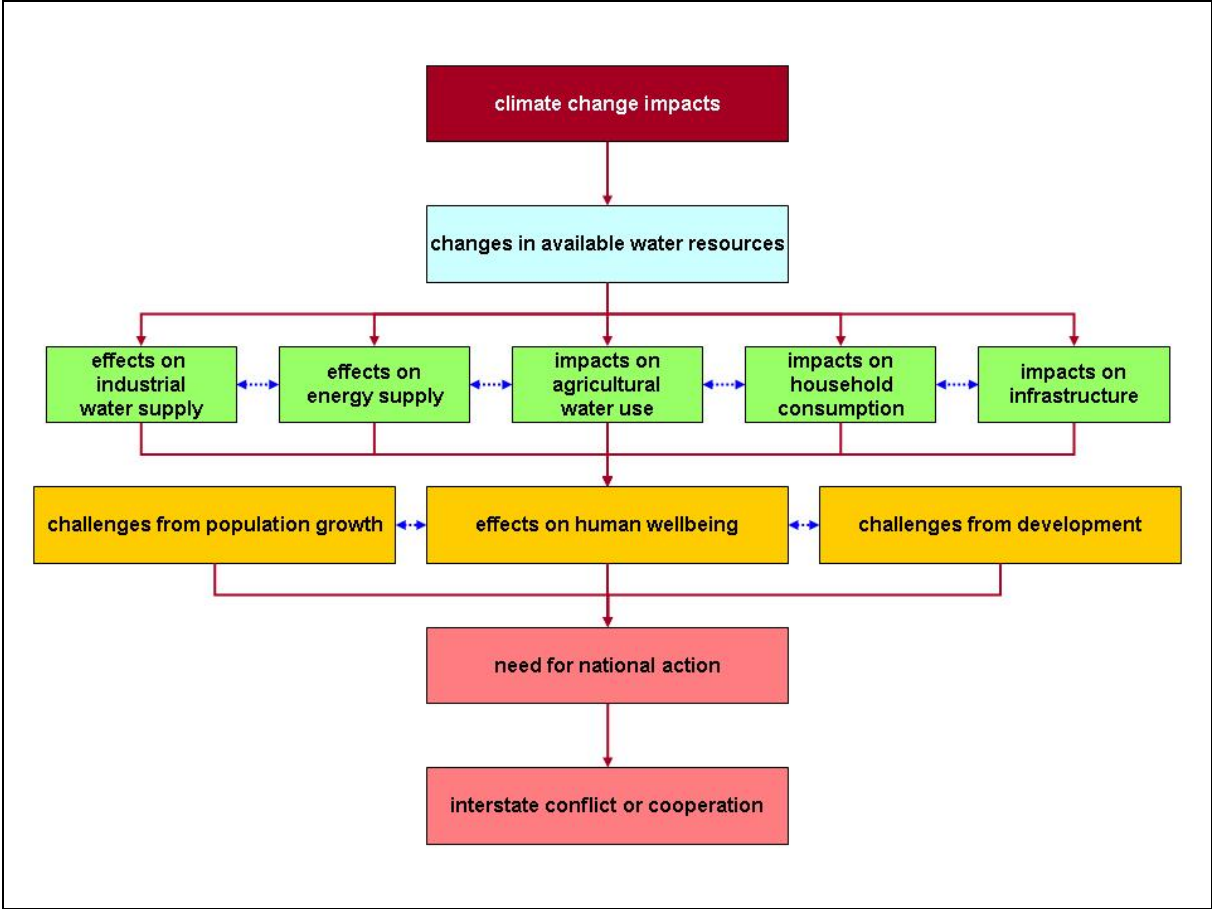 climate change impacts
changes in available water resources
effects on
industrial
water supply
effects on
energy supply
impacts on
agricultural
water use
impacts on
household
consumption
impacts on
infrastructure
challenges from population growth
effects on human wellbeing
challenges from development
need for national action
interstate conflict or cooperation